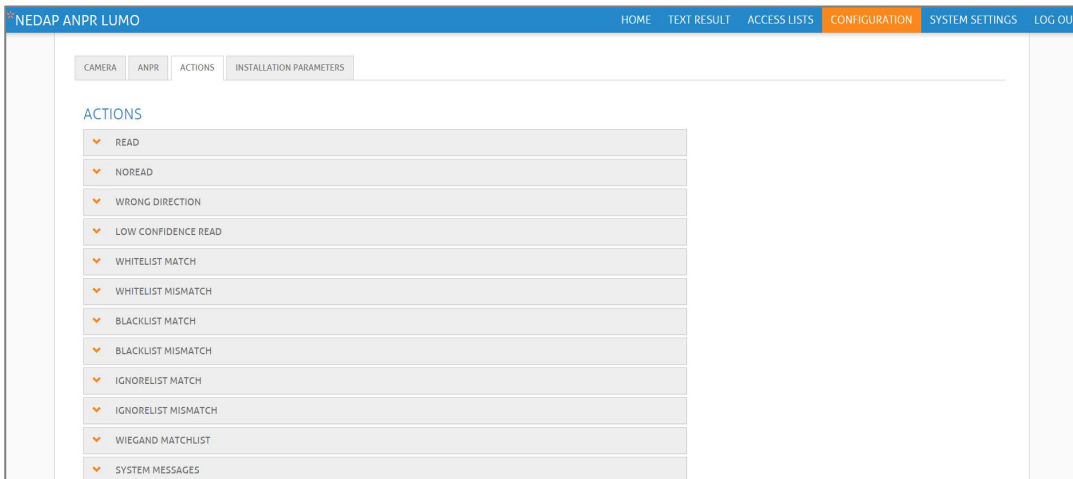 NEDAP ANPR LUMO HOME TEXT RESULT ACCESS LISTS CONFIGURATION SYSTEM SETTINGS LOG OU
CAMERA ANPR ACTIONS INSTALLATION PARAMETERS
ACTIONS
READ
NOREAD
WRONG DIRECTION
LOW CONFIDENCE READ
WHITELIST MATCH
WHITELIST MISMATCH
BLACKLIST MATCH
BLACKLIST MISMATCH
IGNORELIST MATCH
IGNORELIST MISMATCH
WIEGAND MATCHLIST
SYSTEM MESSAGES